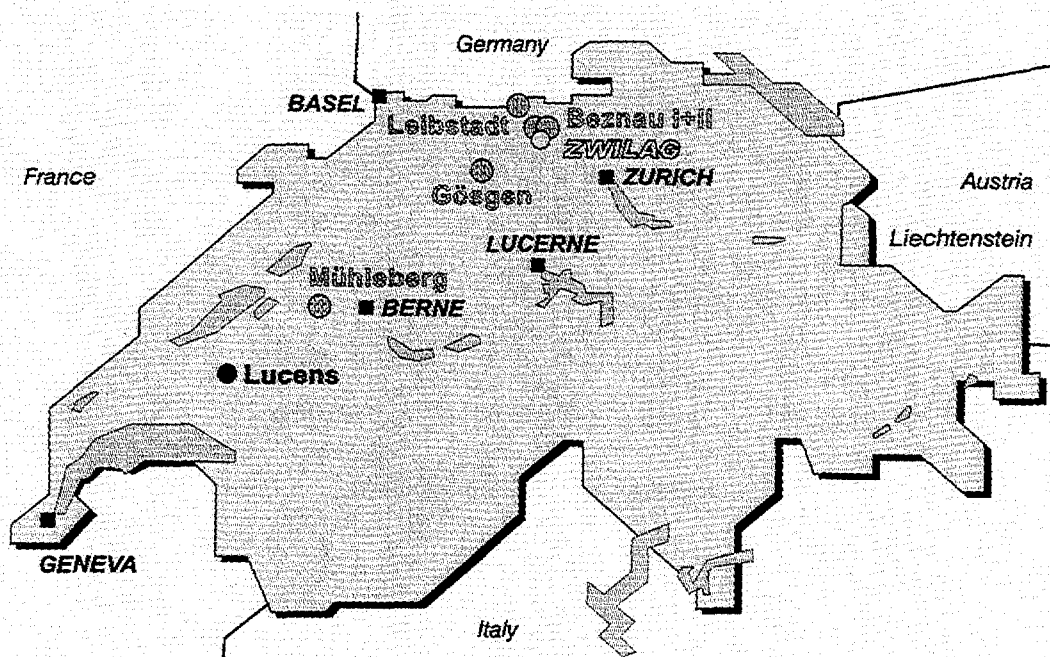 Germany
BASEL
Leibstadt
Beznau I+II
ZWILAG
France
ZURICH
Gösgen
Austria
LUCERNE
Liechtenstein
Mühleberg
BERNE
Lucens
GENEVA
Italy